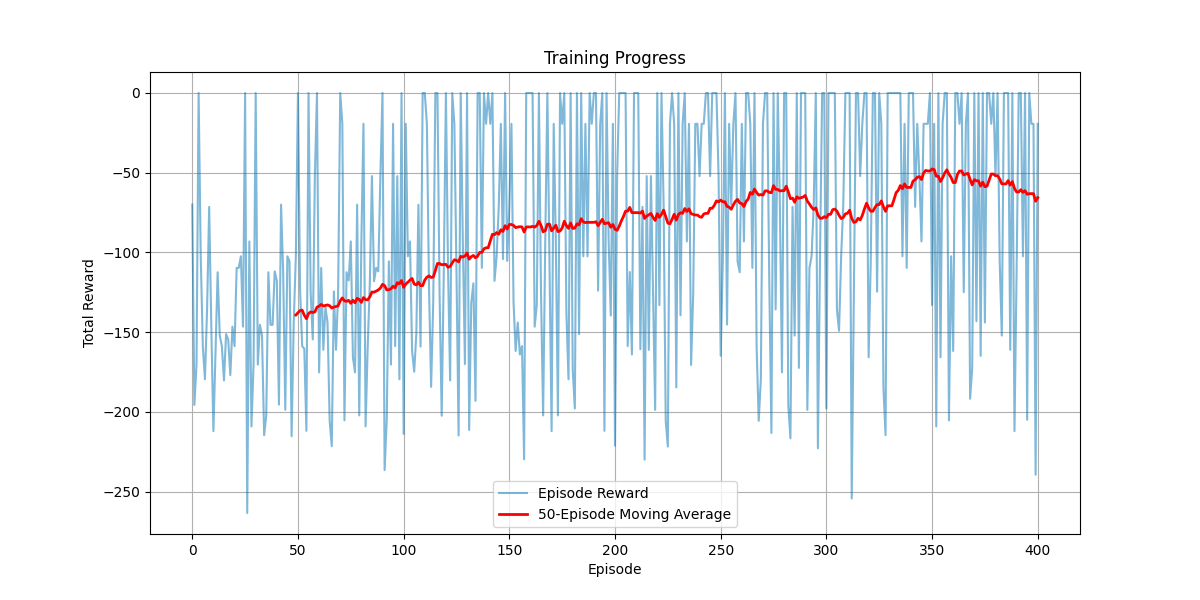 Training Progress
Total Reward
0
−50
−100
−150
−200
−250
Episode Reward
50-Episode Moving Average
0 50 100 150 200 250 300 350 400
Episode